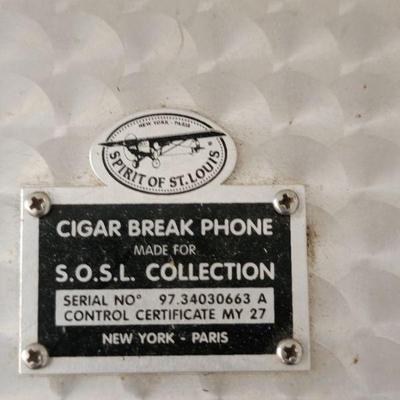 NEW YORK - PARIS
SPIRIT OF ST. LOUIS
CIGAR BREAK PHONE
MADE FOR
S.O.S.L. COLLECTION
SERIAL NOº 97.34030663 A
CONTROL CERTIFICATE MY 27
NEW YORK - PARIS